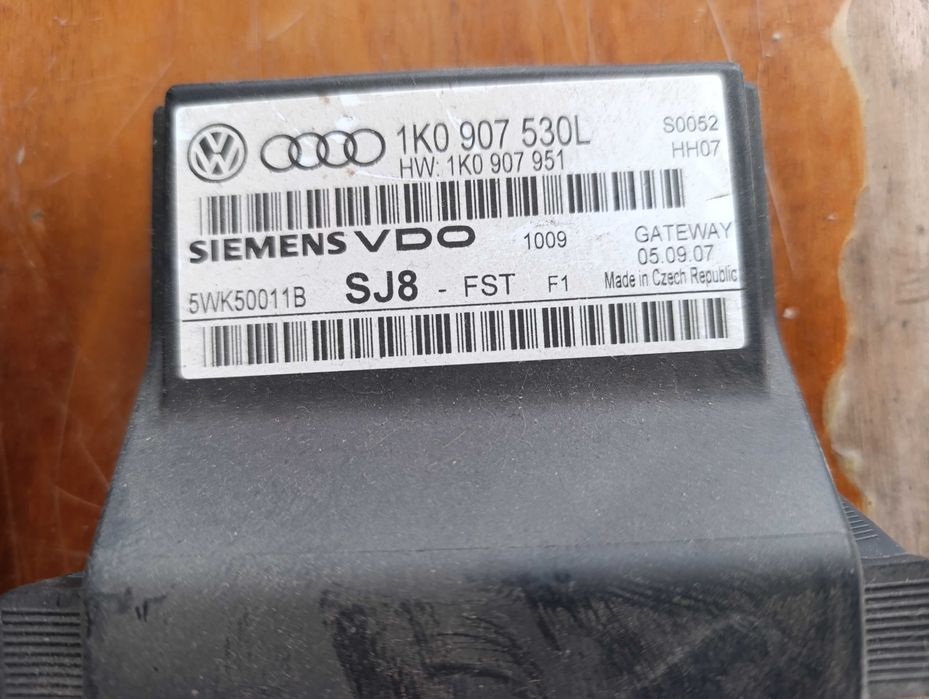 1K0 907 530L
S0052
HW: 1K0 907 951
HH07
SIEMENS VDO 1009
GATEWAY
05.09.07
5WK50011B SJ8 - FST F1
Made in Czech Republic